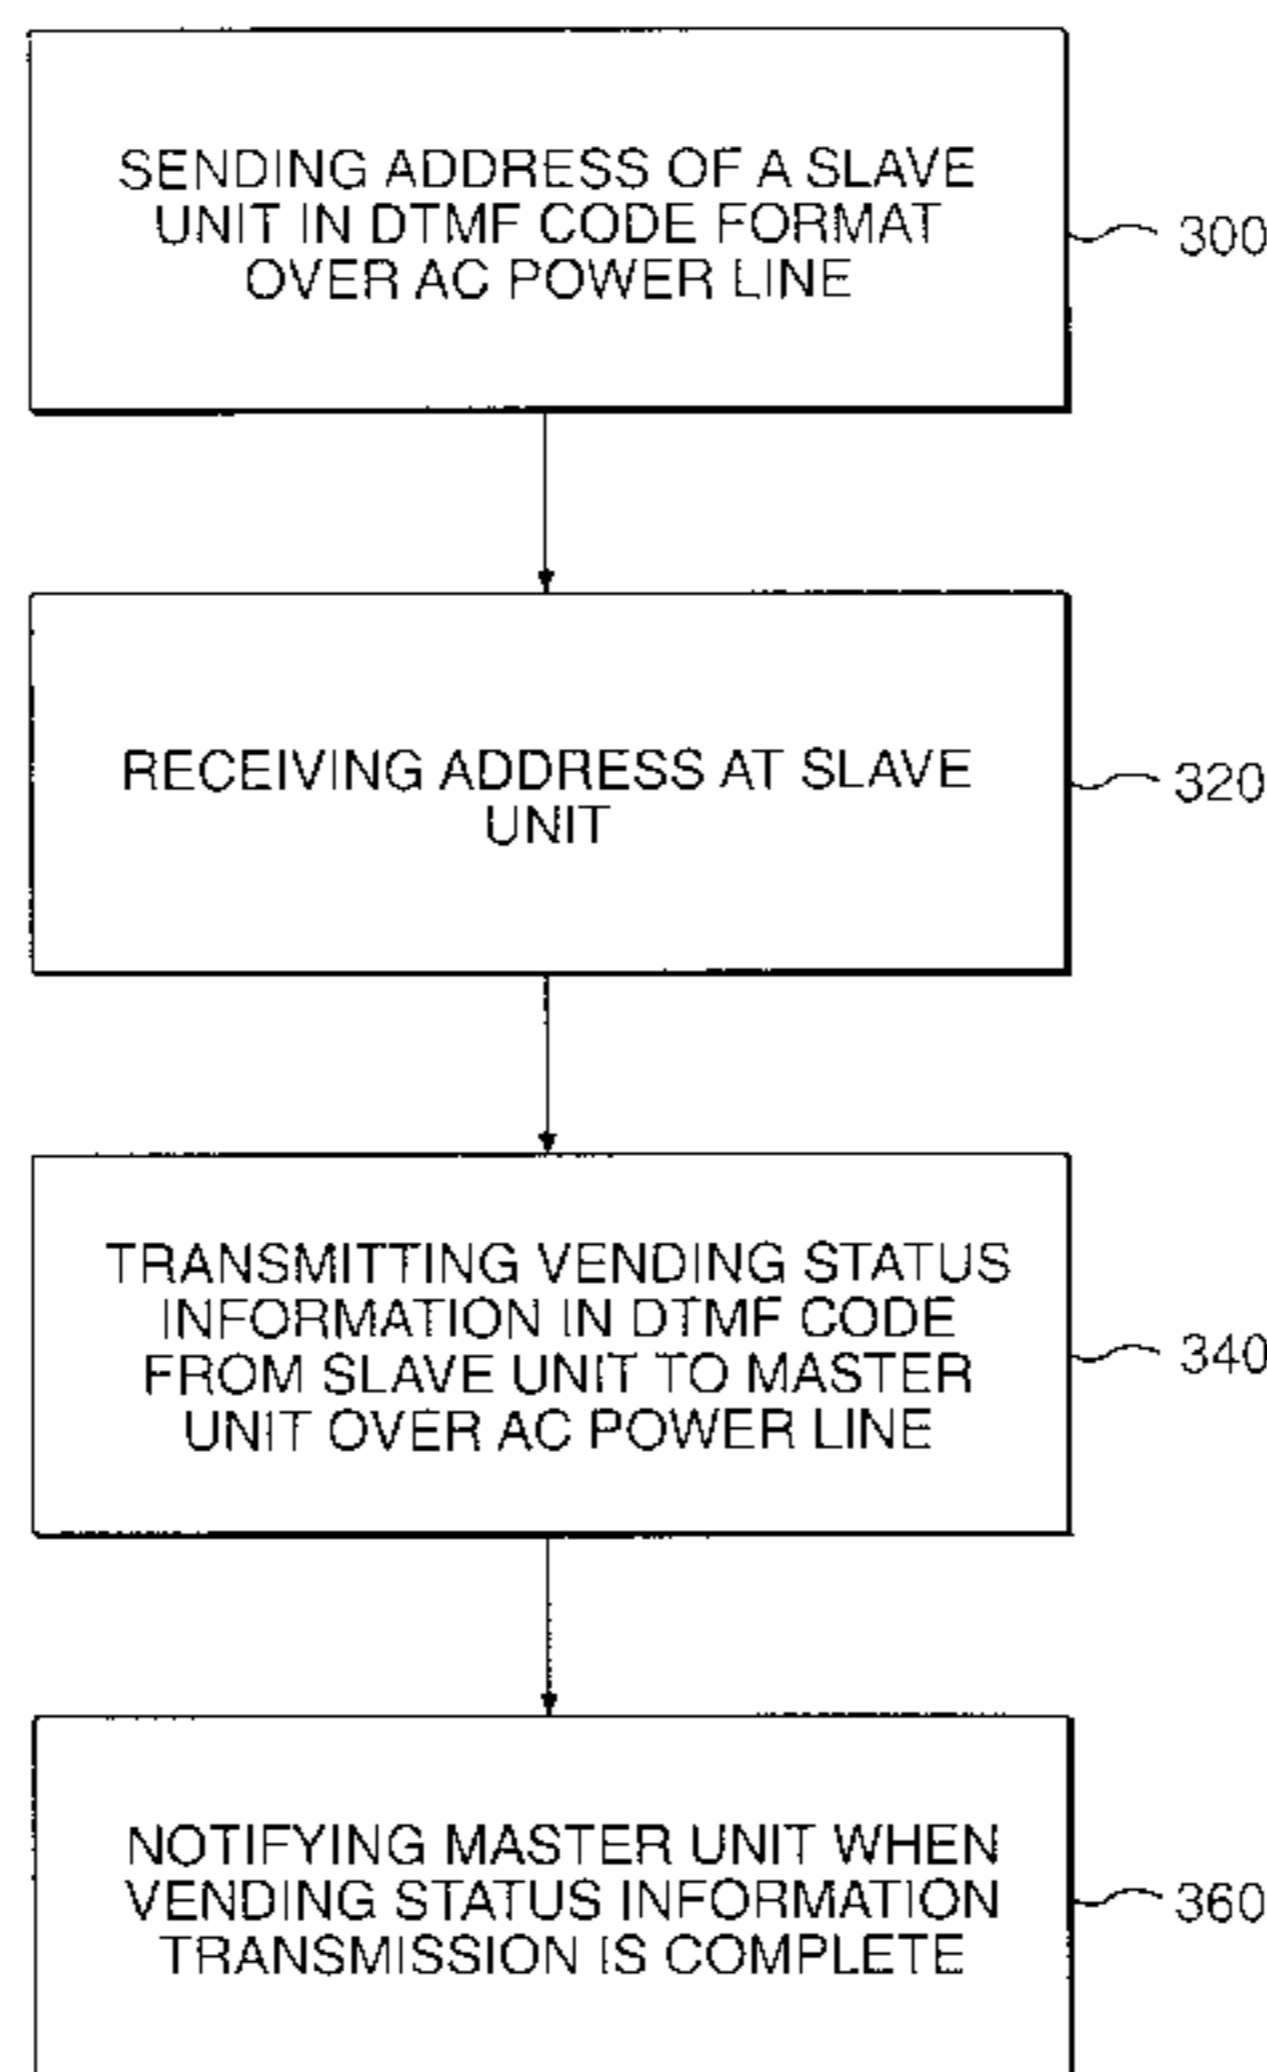 SENDING ADDRESS OF A SLAVE
UNIT IN DTMF CODE FORMAT
OVER AC POWER LINE
300
RECEIVING ADDRESS AT SLAVE
UNIT
320
TRANSMITTING VENDING STATUS
INFORMATION IN DTMF CODE
FROM SLAVE UNIT TO MASTER
UNIT OVER AC POWER LINE
340
NOTIFYING MASTER UNIT WHEN
VENDING STATUS INFORMATION
TRANSMISSION IS COMPLETE
360